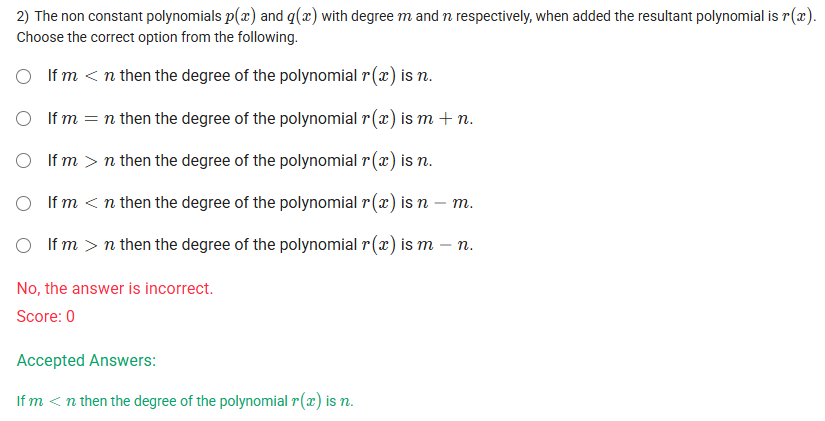 2) The non constant polynomials p(x) and q(x) with degree m and n respectively, when added the resultant polynomial is r(x).
Choose the correct option from the following.
If m < n then the degree of the polynomial r(x) is n.
If m = n then the degree of the polynomial r(x) is m + n.
If m > n then the degree of the polynomial r(x) is n.
If m < n then the degree of the polynomial r(x) is n − m.
If m > n then the degree of the polynomial r(x) is m − n.
No, the answer is incorrect.
Score: 0
Accepted Answers:
If m < n then the degree of the polynomial r(x) is n.